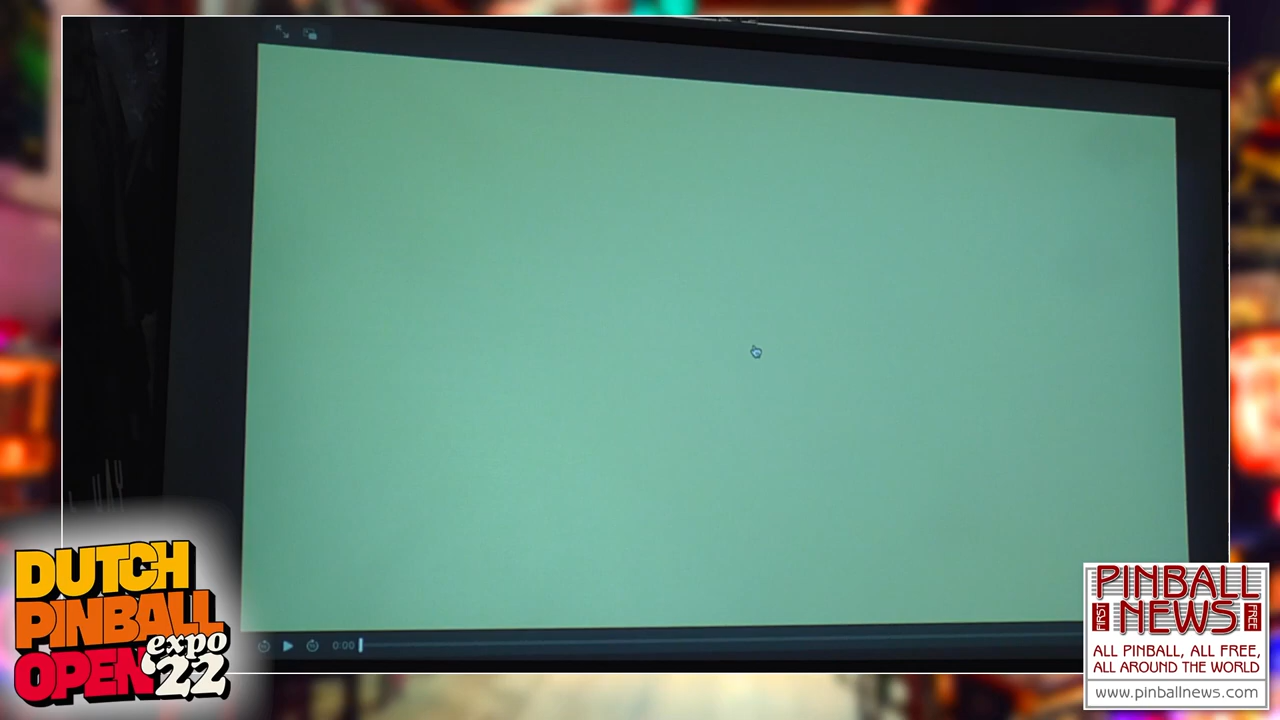 0:00
DUTCH
PINBALL
OPEN expo
'22
PINBALL
FIRST NEWS FREE
ALL PINBALL, ALL FREE,
ALL AROUND THE WORLD
www.pinballnews.com